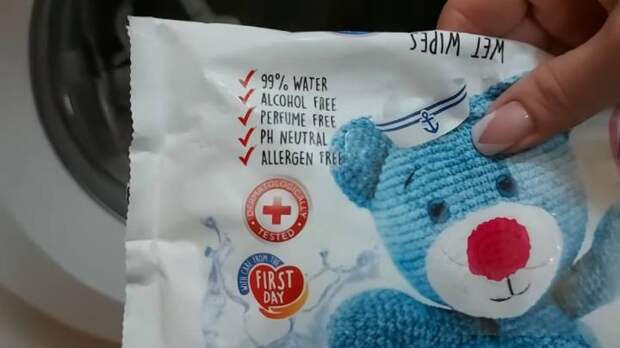 WET WIPES
99% WATER
ALCOHOL FREE
PERFUME FREE
PH NEUTRAL
ALLERGEN FREE
DERMATOLOGICALLY
TESTED
WITH CARE FROM THE
FIRST
DAY